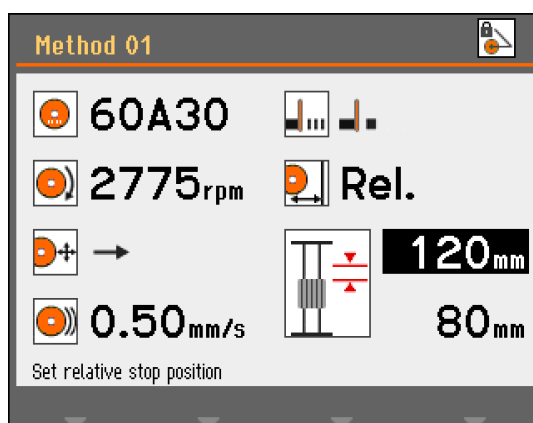 Method 01
60A30
2775rpm Rel.
120mm
0.50mm/s 80mm
Set relative stop position